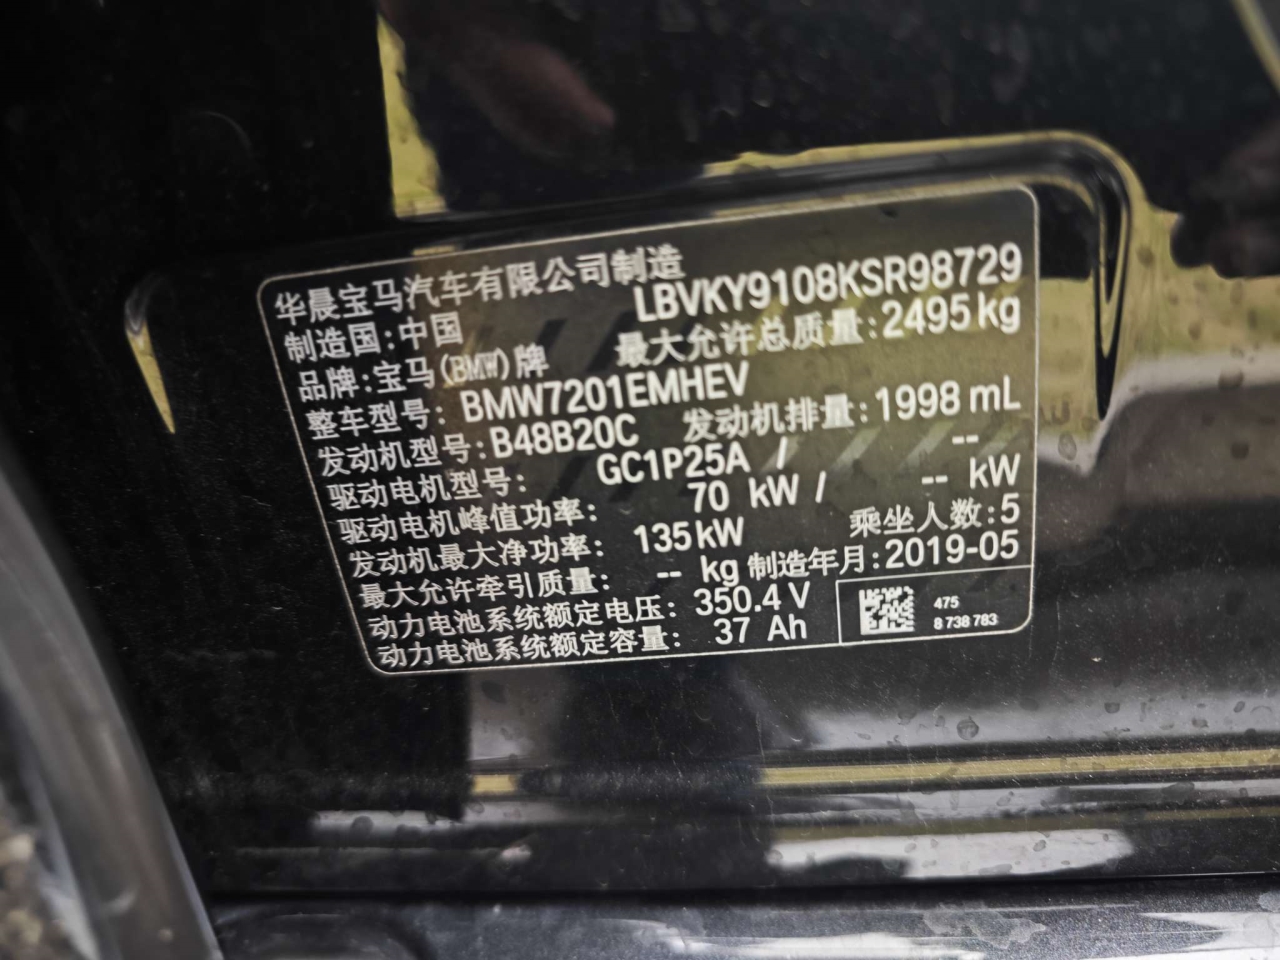 华晨宝马汽车有限公司制造
制造国:中国 LBVKY9108KSR98729
品牌:宝马(BMW)牌 最大允许总质量:2495kg
整车型号: BMW7201EMHEV
发动机型号:B48B20C 发动机排量:1998 mL
驱动电机型号: GC1P25A / --
驱动电机峰值功率: 70 kW / -- kW
发动机最大净功率: 135kW 乘坐人数:5
最大允许牵引质量: -- kg 制造年月:2019-05
动力电池系统额定电压: 350.4 V
动力电池系统额定容量: 37 Ah
475
8 738 783